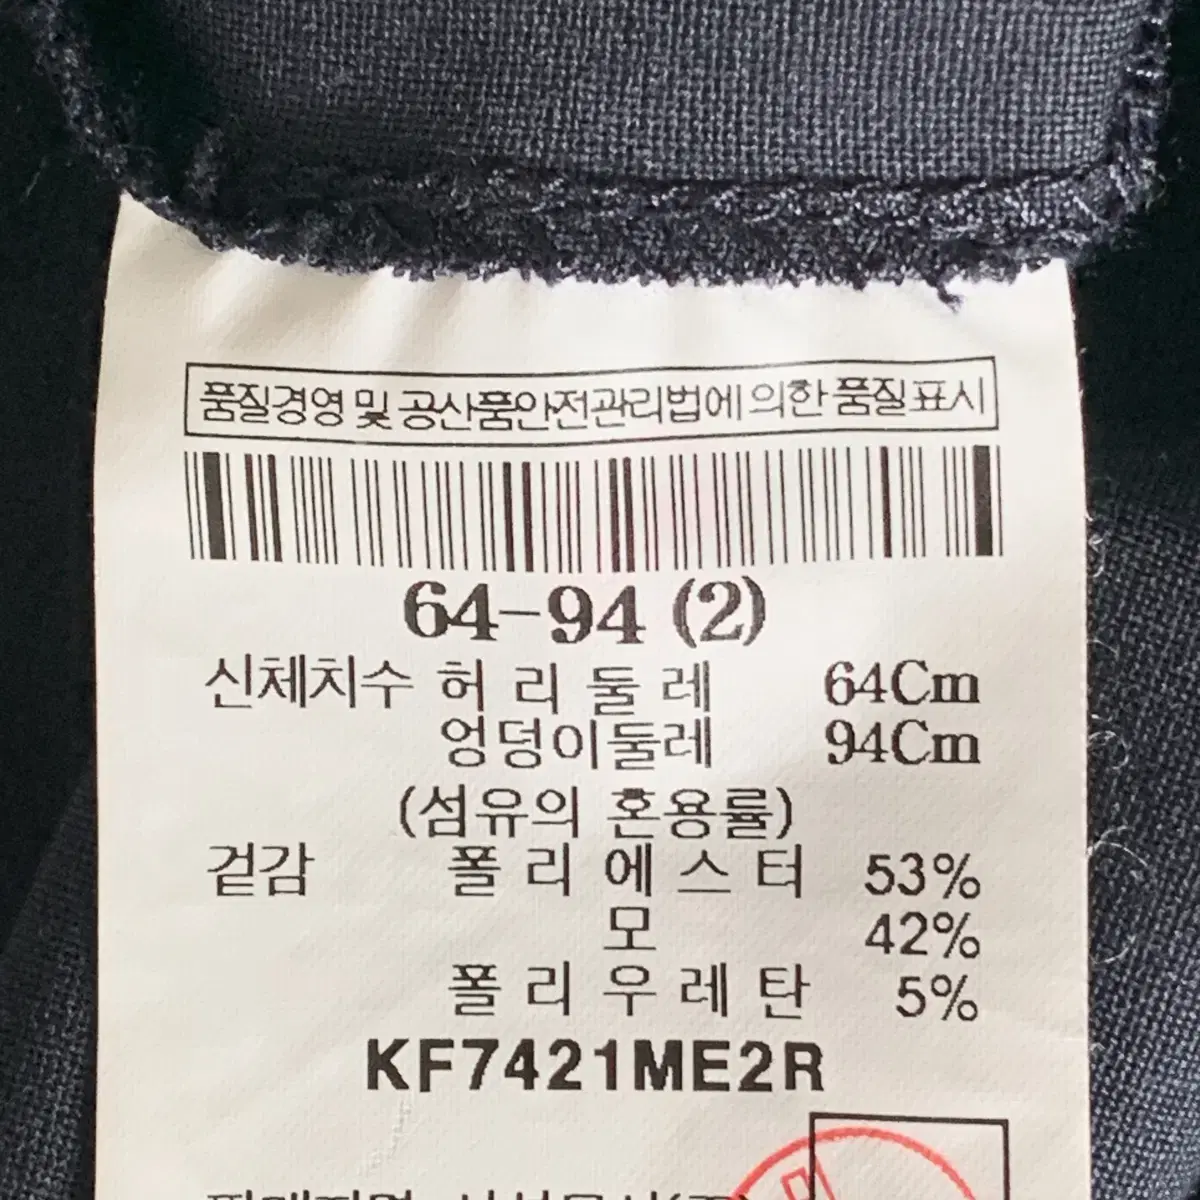 품질경영 및 공산품안전관리법에 의한 품질표시
64-94 (2)
신체치수 허리둘레 64Cm
엉덩이둘레 94Cm
(섬유의 혼용률)
겉감 폴리에스터 53%
모 42%
폴리우레탄 5%
KF7421ME2R